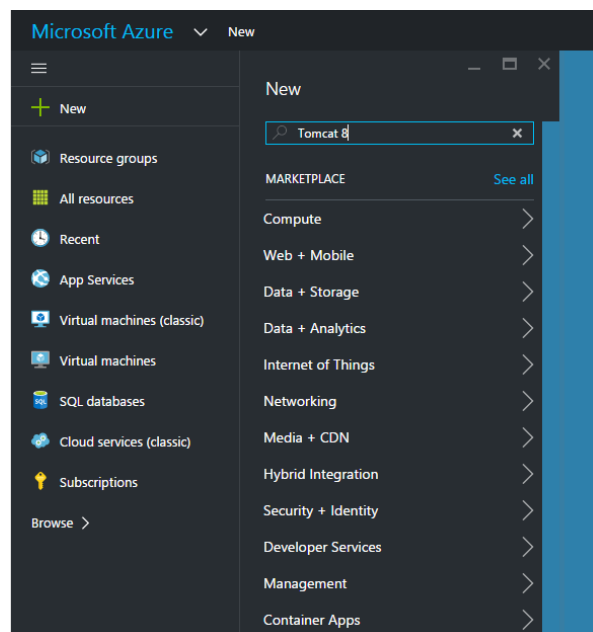 Microsoft Azure New
New
New
Tomcat 8
Resource groups
MARKETPLACE See all
All resources
Compute
Recent
Web + Mobile
App Services
Data + Storage
Virtual machines (classic)
Data + Analytics
Virtual machines
Internet of Things
SQL databases
Networking
Cloud services (classic)
Media + CDN
Subscriptions
Hybrid Integration
Browse
Security + Identity
Developer Services
Management
Container Apps